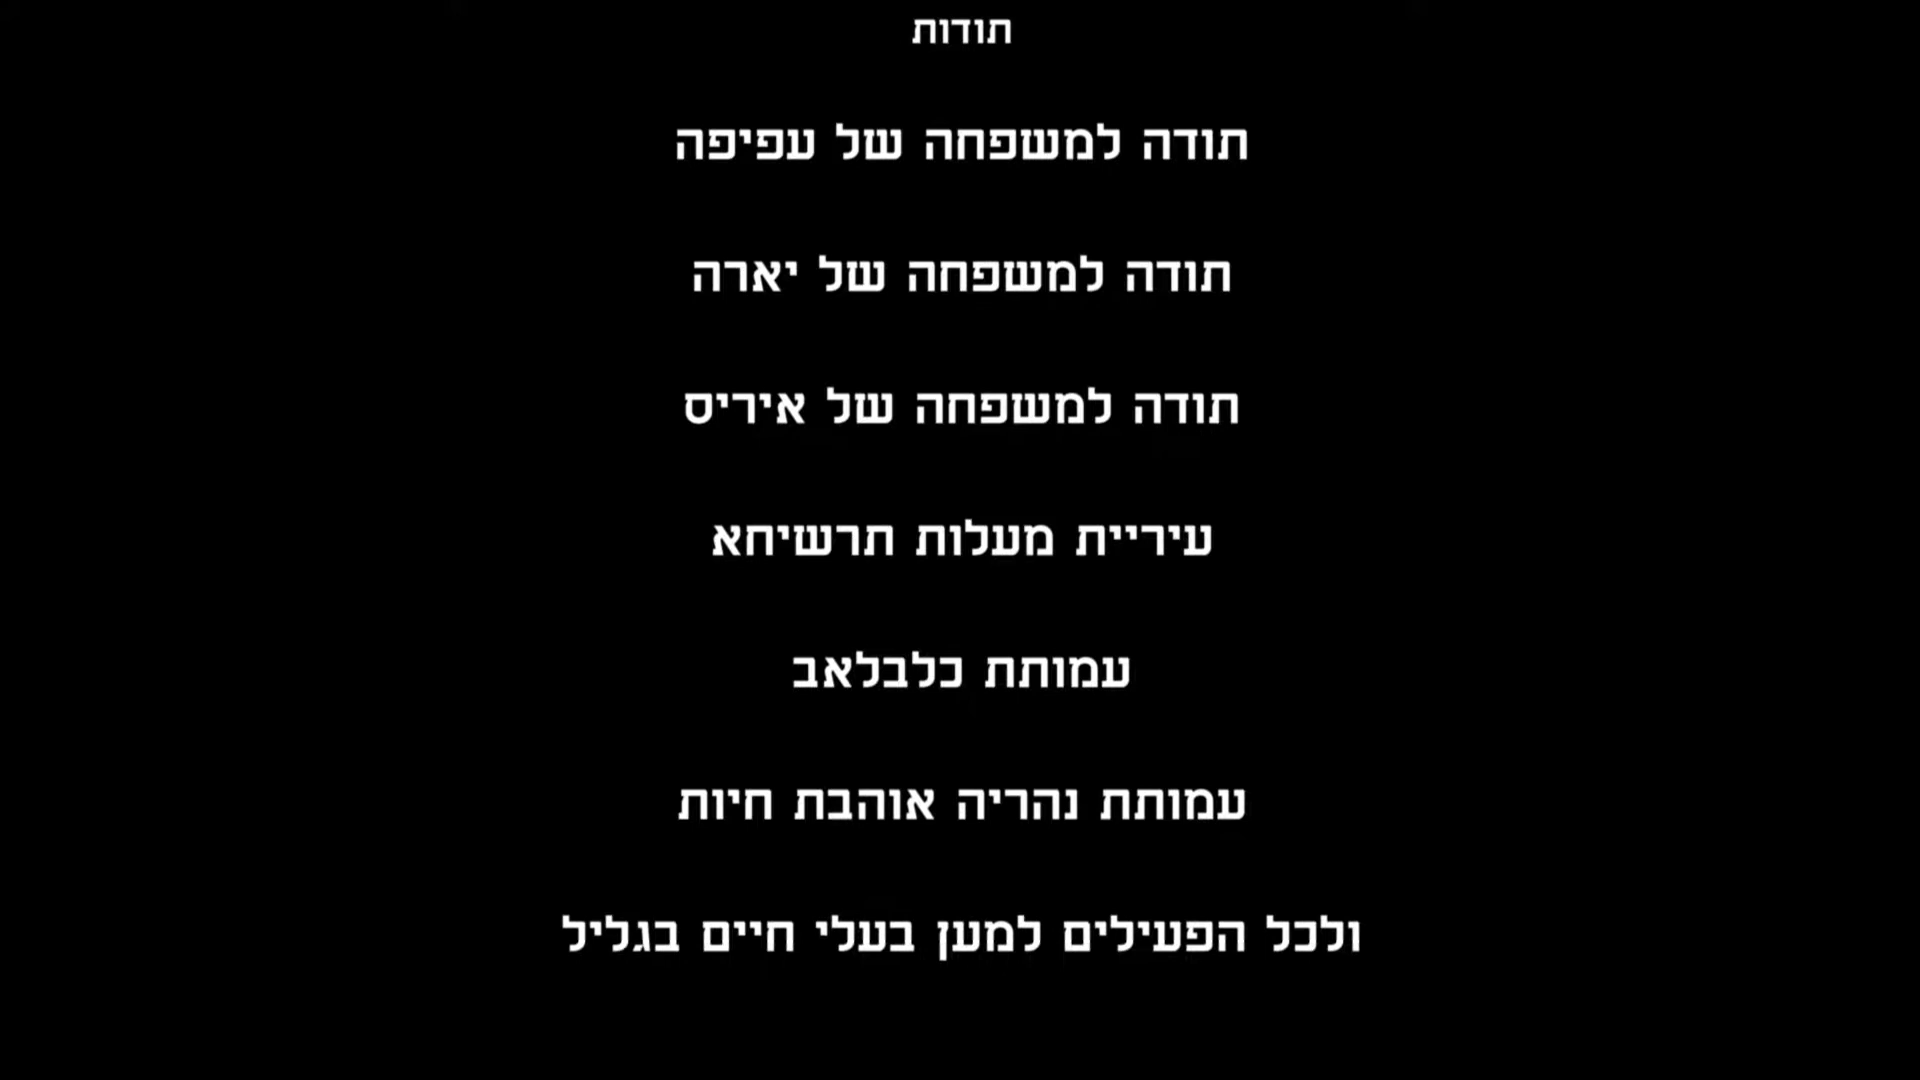 תודות
תודה למשפחה של עפיפה
תודה למשפחה של יארה
תודה למשפחה של איריס
עיריית מעלות תרשיחא
עמותת כלבלאב
עמותת נהריה אוהבת חיות
ולכל הפעילים למען בעלי חיים בגליל